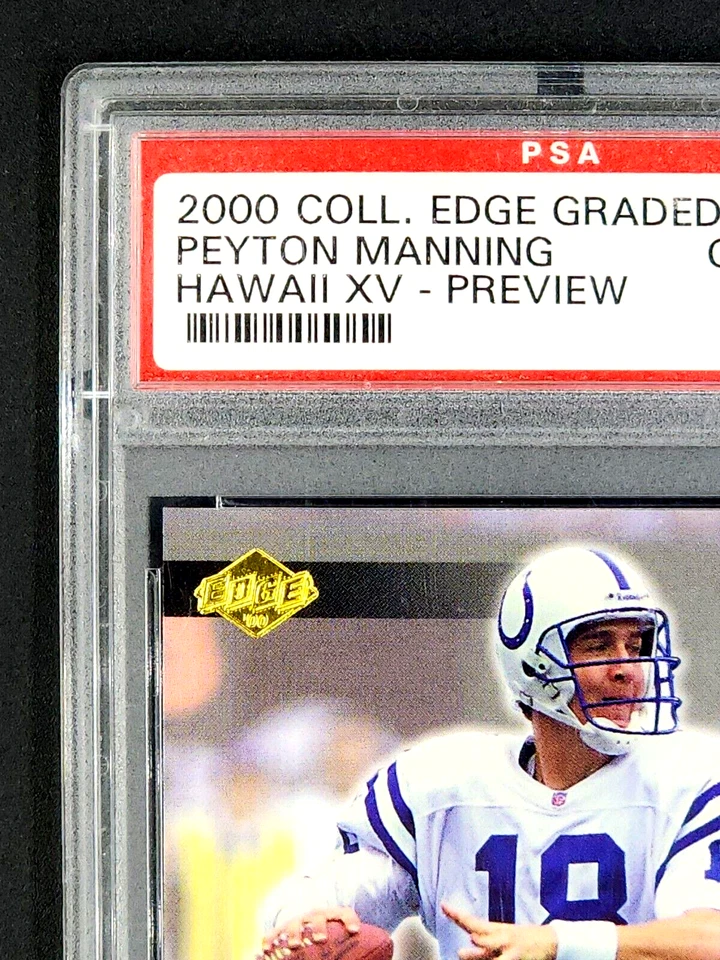 PSA
2000 COLL. EDGE GRADED
PEYTON MANNING
HAWAII XV - PREVIEW
EDGE
'00
18